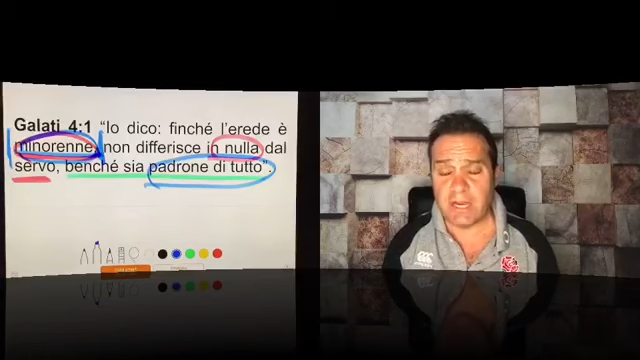 Galati 4:1 “Io dico: finché l’erede è
minorenne, non differisce in nulla dal
servo, benché sia padrone di tutto”.